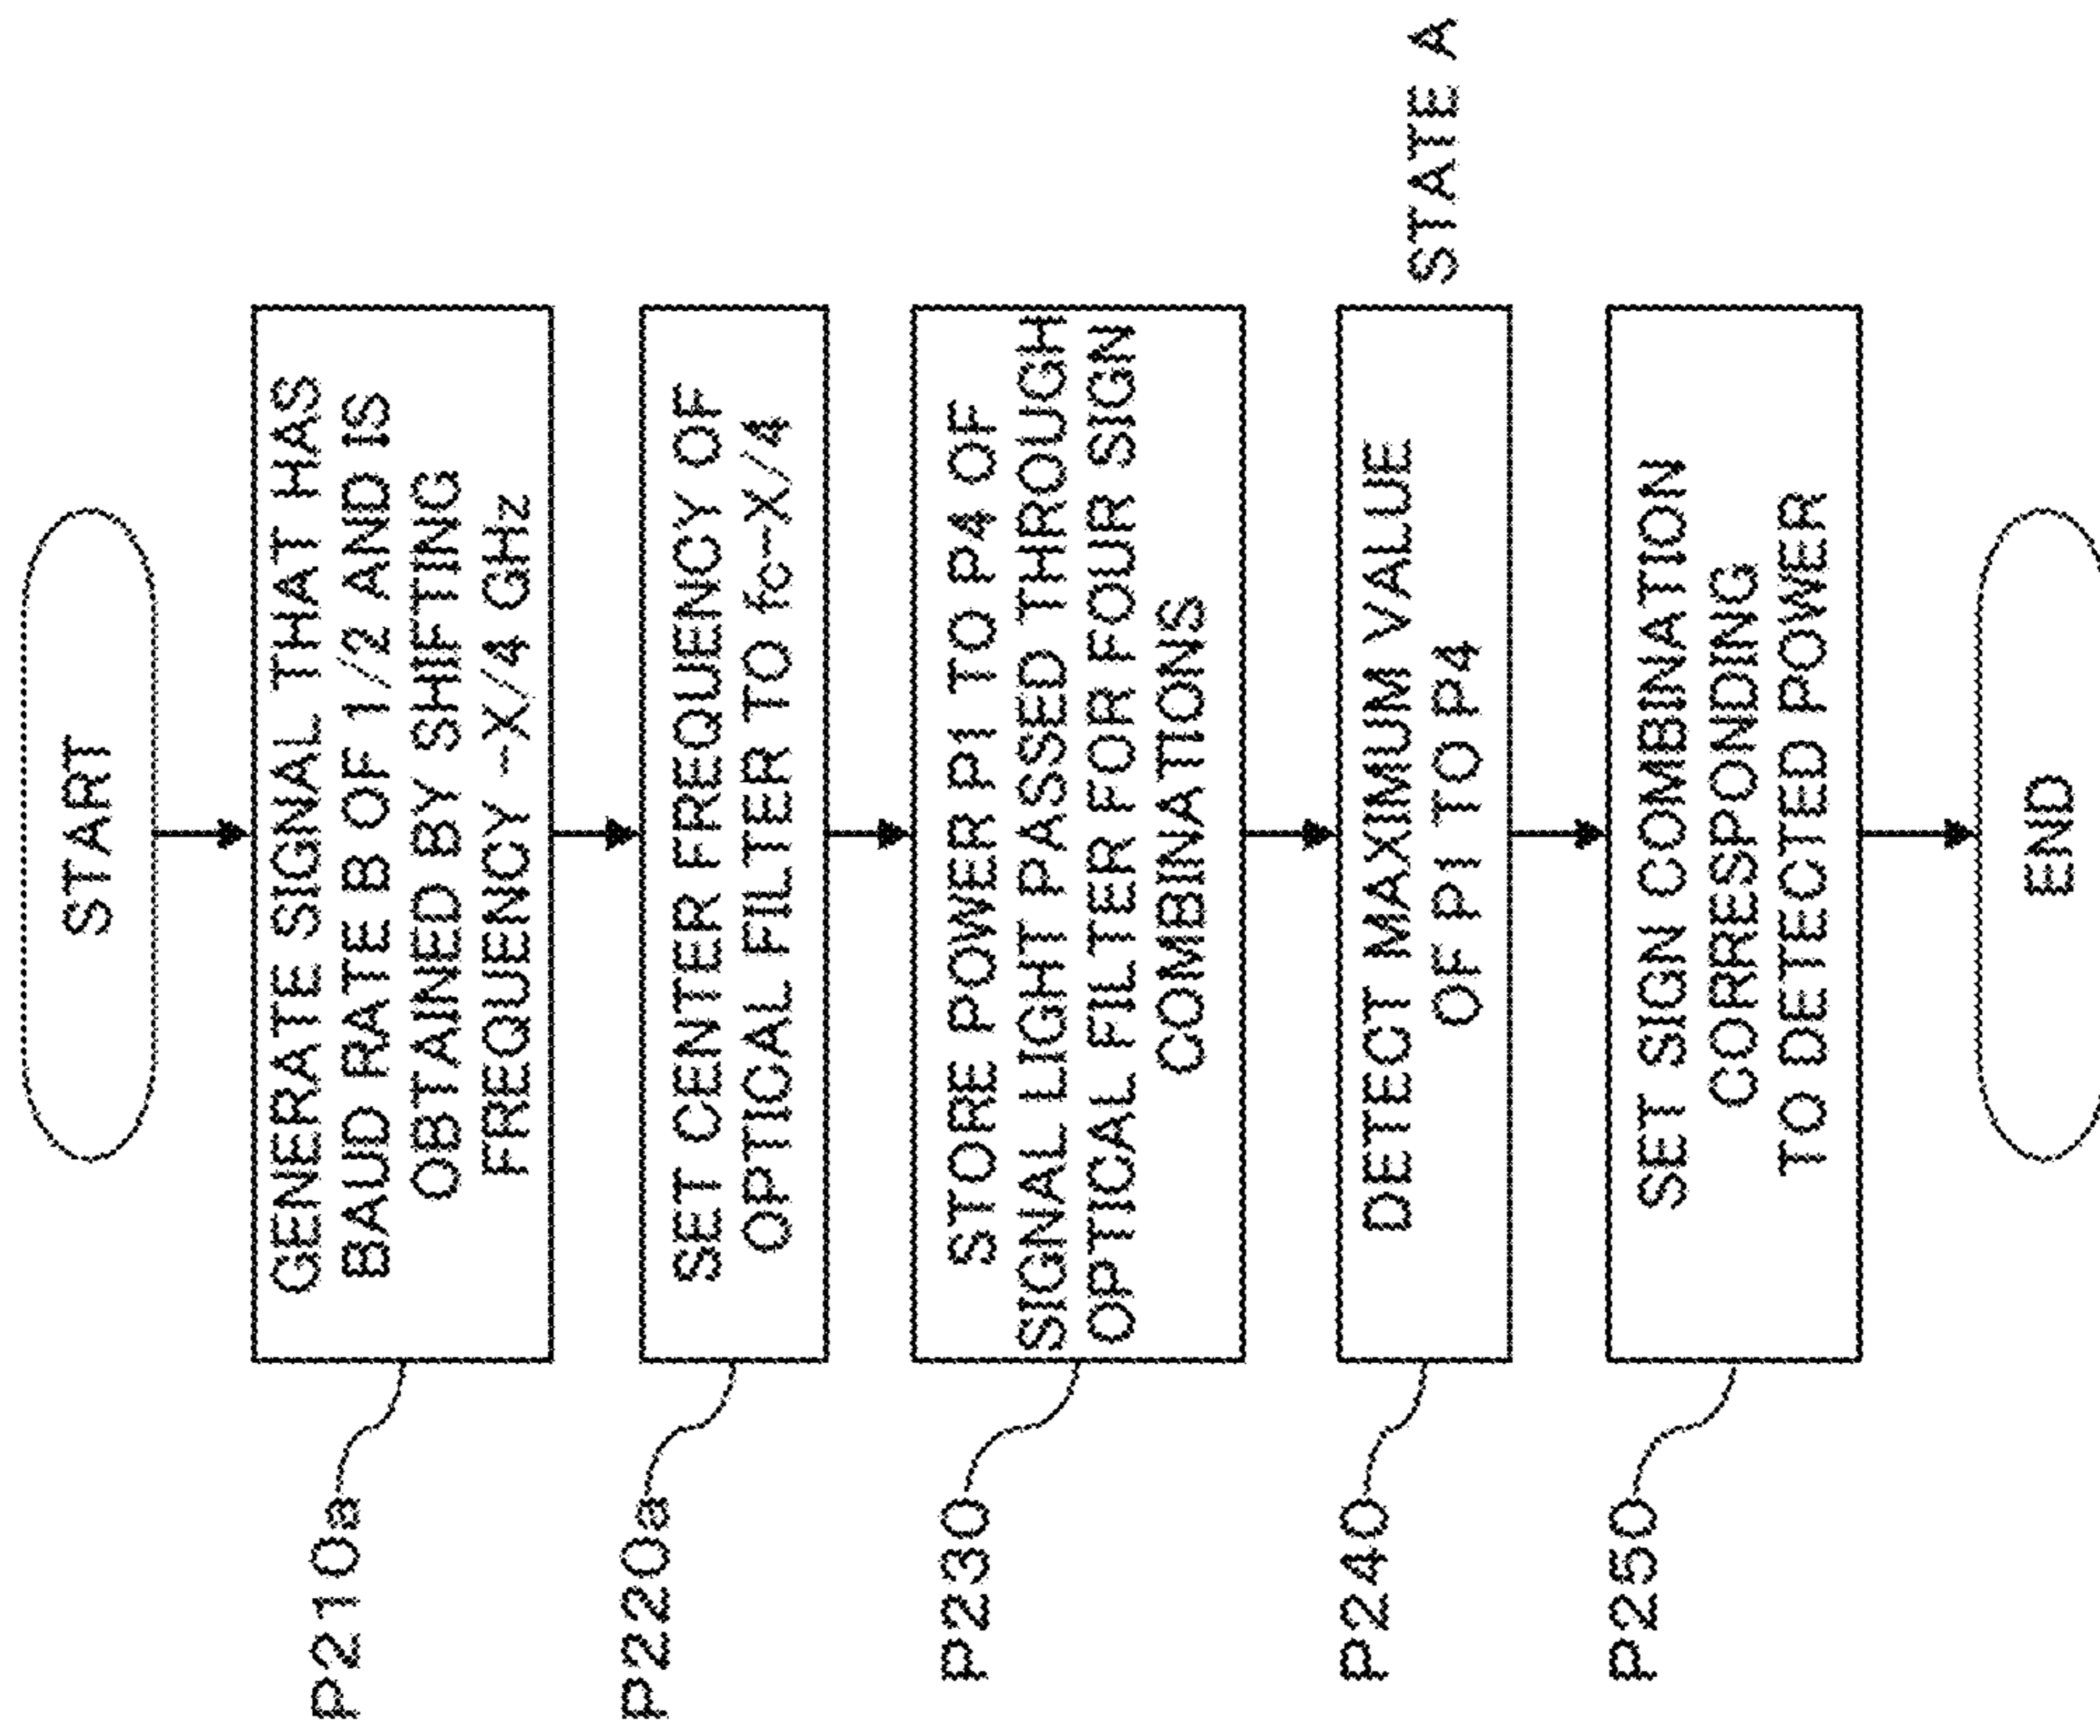 START
P210a
GENERATE SIGNAL THAT HAS
BAUD RATE B OF 1/2 AND IS
OBTAINED BY SHIFTING
FREQUENCY -X/4 GHz
P220a
SET CENTER FREQUENCY OF
OPTICAL FILTER TO fc-X/4
P230
STORE POWER P1 TO P4 OF
SIGNAL LIGHT PASSED THROUGH
OPTICAL FILTER FOR FOUR SIGN
COMBINATIONS
P240
DETECT MAXIMUM VALUE
OF P1 TO P4
STATE A
P250
SET SIGN COMBINATION
CORRESPONDING
TO DETECTED POWER
END